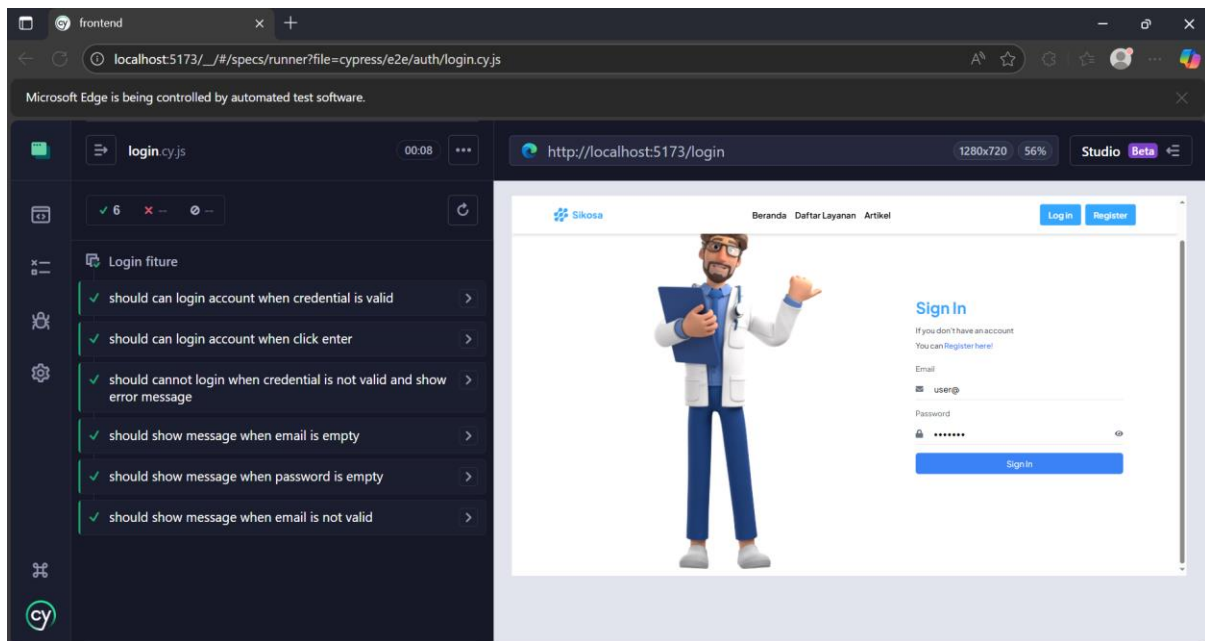 frontend
localhost:5173/__/#/specs/runner?file=cypress/e2e/auth/login.cy.js
Microsoft Edge is being controlled by automated test software.
login.cy.js
00:08
6
--
--
Login fiture
should can login account when credential is valid
should can login account when click enter
should cannot login when credential is not valid and show
error message
should show message when email is empty
should show message when password is empty
should show message when email is not valid
cy
http://localhost:5173/login
1280x720 56%
Studio Beta
Sikosa
Beranda Daftar Layanan Artikel
Log in Register
Sign In
If you don't have an account
You can Register here!
Email
user@
Password
•••••••
Sign In